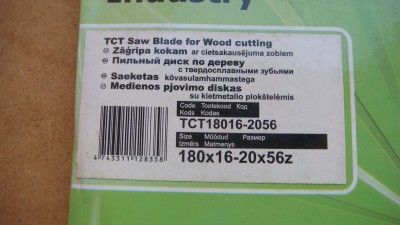 Industry
TCT Saw Blade for Wood cutting
• Zāģripa kokam ar cietsakausējuma zobiem
• Пильный диск по дереву
с твердосплавными зубьями
• Saeketas kõvasulamhammastega
• Medienos pjovimo diskas
su kietmetalio plokštelėmis
Code Tootekood Код
Kods Kodas
TCT18016-2056
Size Mõõdud Размер
Izmērs Matmenys
180x16-20x56z
4 743311 128358